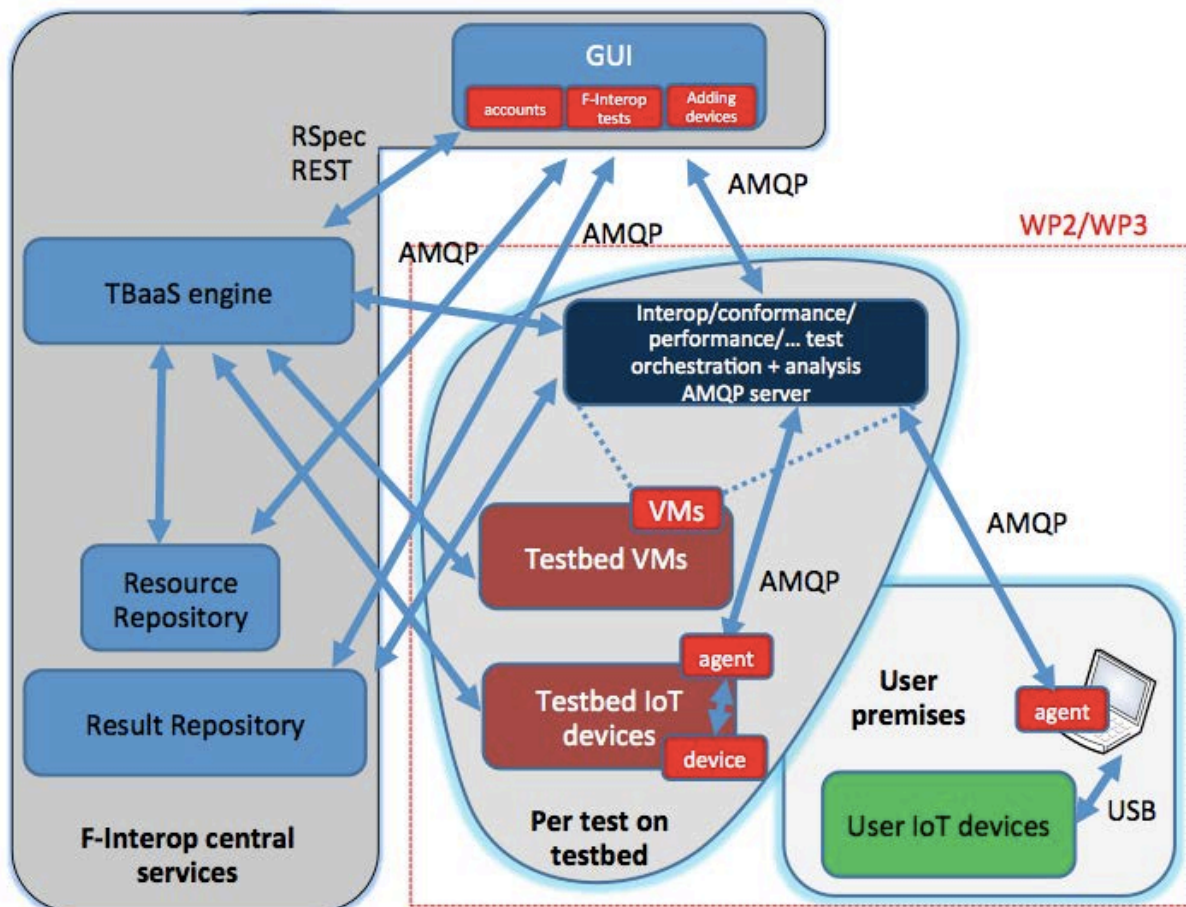 GUI
accounts
F-Interop
tests
Adding
devices
RSpec
REST
AMQP
AMQP
AMQP
WP2/WP3
TBaaS engine
Interop/conformance/
performance/... test
orchestration + analysis
AMQP server
VMs
Testbed VMs
AMQP
AMQP
Resource
Repository
agent
Testbed IoT
devices
device
User
premises
agent
Result Repository
User IoT devices
USB
Per test on
testbed
F-Interop central
services